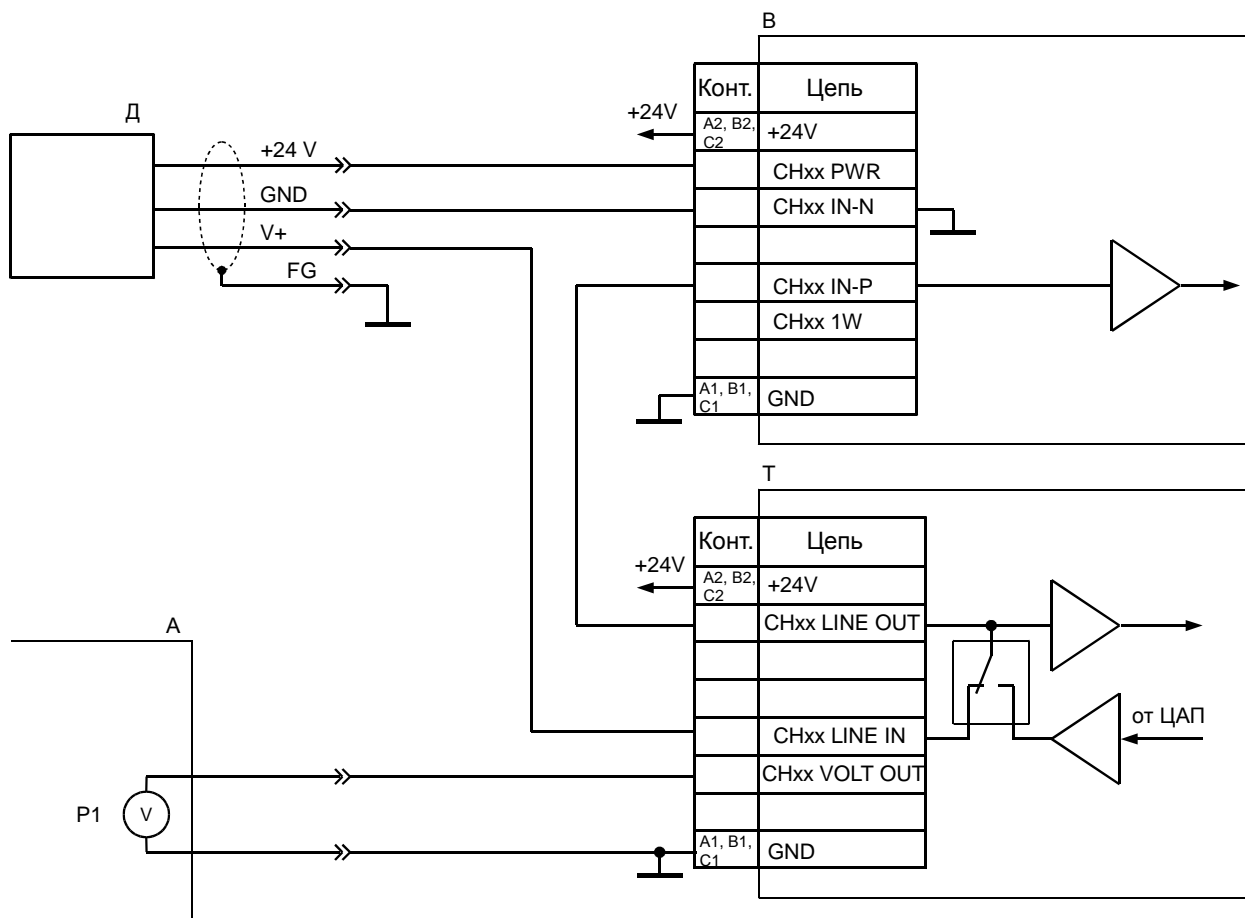 В
Конт. Цепь
Д
+24V
A2, B2,
C2
+24V
+24 V
CHxx PWR
GND
CHxx IN-N
V+
FG
CHxx IN-P
CHxx 1W
A1, B1,
C1
GND
Т
Конт. Цепь
+24V
A2, B2,
C2
+24V
А
CHxx LINE OUT
от ЦАП
CHxx LINE IN
CHxx VOLT OUT
P1
V
A1, B1,
C1
GND